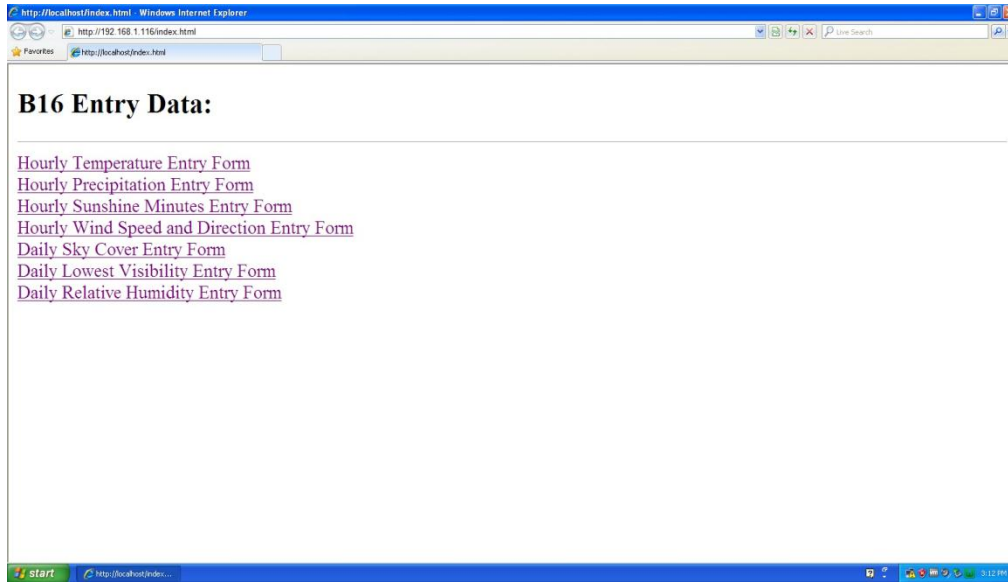 http://localhost/index.html - Windows Internet Explorer
http://192.168.1.116/index.html
Live Search
Favorites
http://localhost/index.html
B16 Entry Data:
Hourly Temperature Entry Form
Hourly Precipitation Entry Form
Hourly Sunshine Minutes Entry Form
Hourly Wind Speed and Direction Entry Form
Daily Sky Cover Entry Form
Daily Lowest Visibility Entry Form
Daily Relative Humidity Entry Form
start
http://localhost/index...
3:12 PM